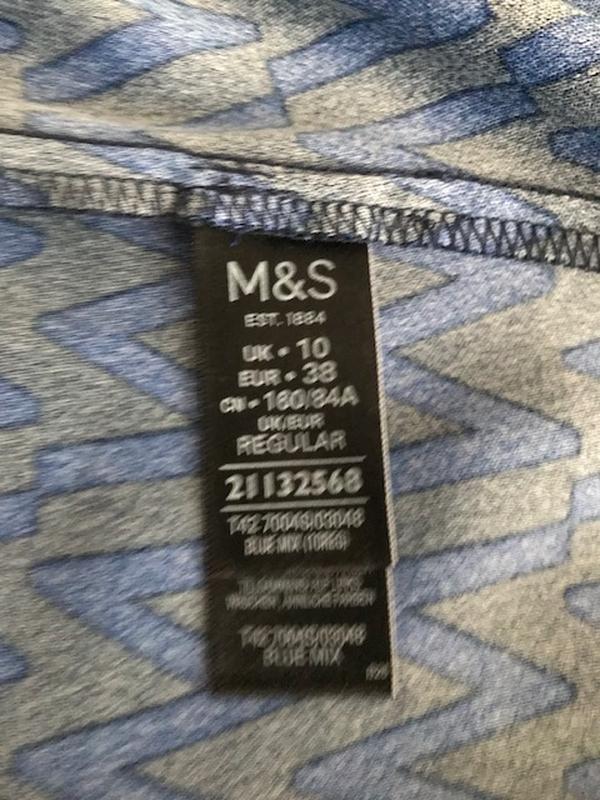 M&S
EST. 1884
UK • 10
EUR • 38
CN • 160/84A
UK/EUR
REGULAR
21132568
T42 7004S/03048
BLUE MIX (10REG)
T42 7004S/03048
BLUE MIX